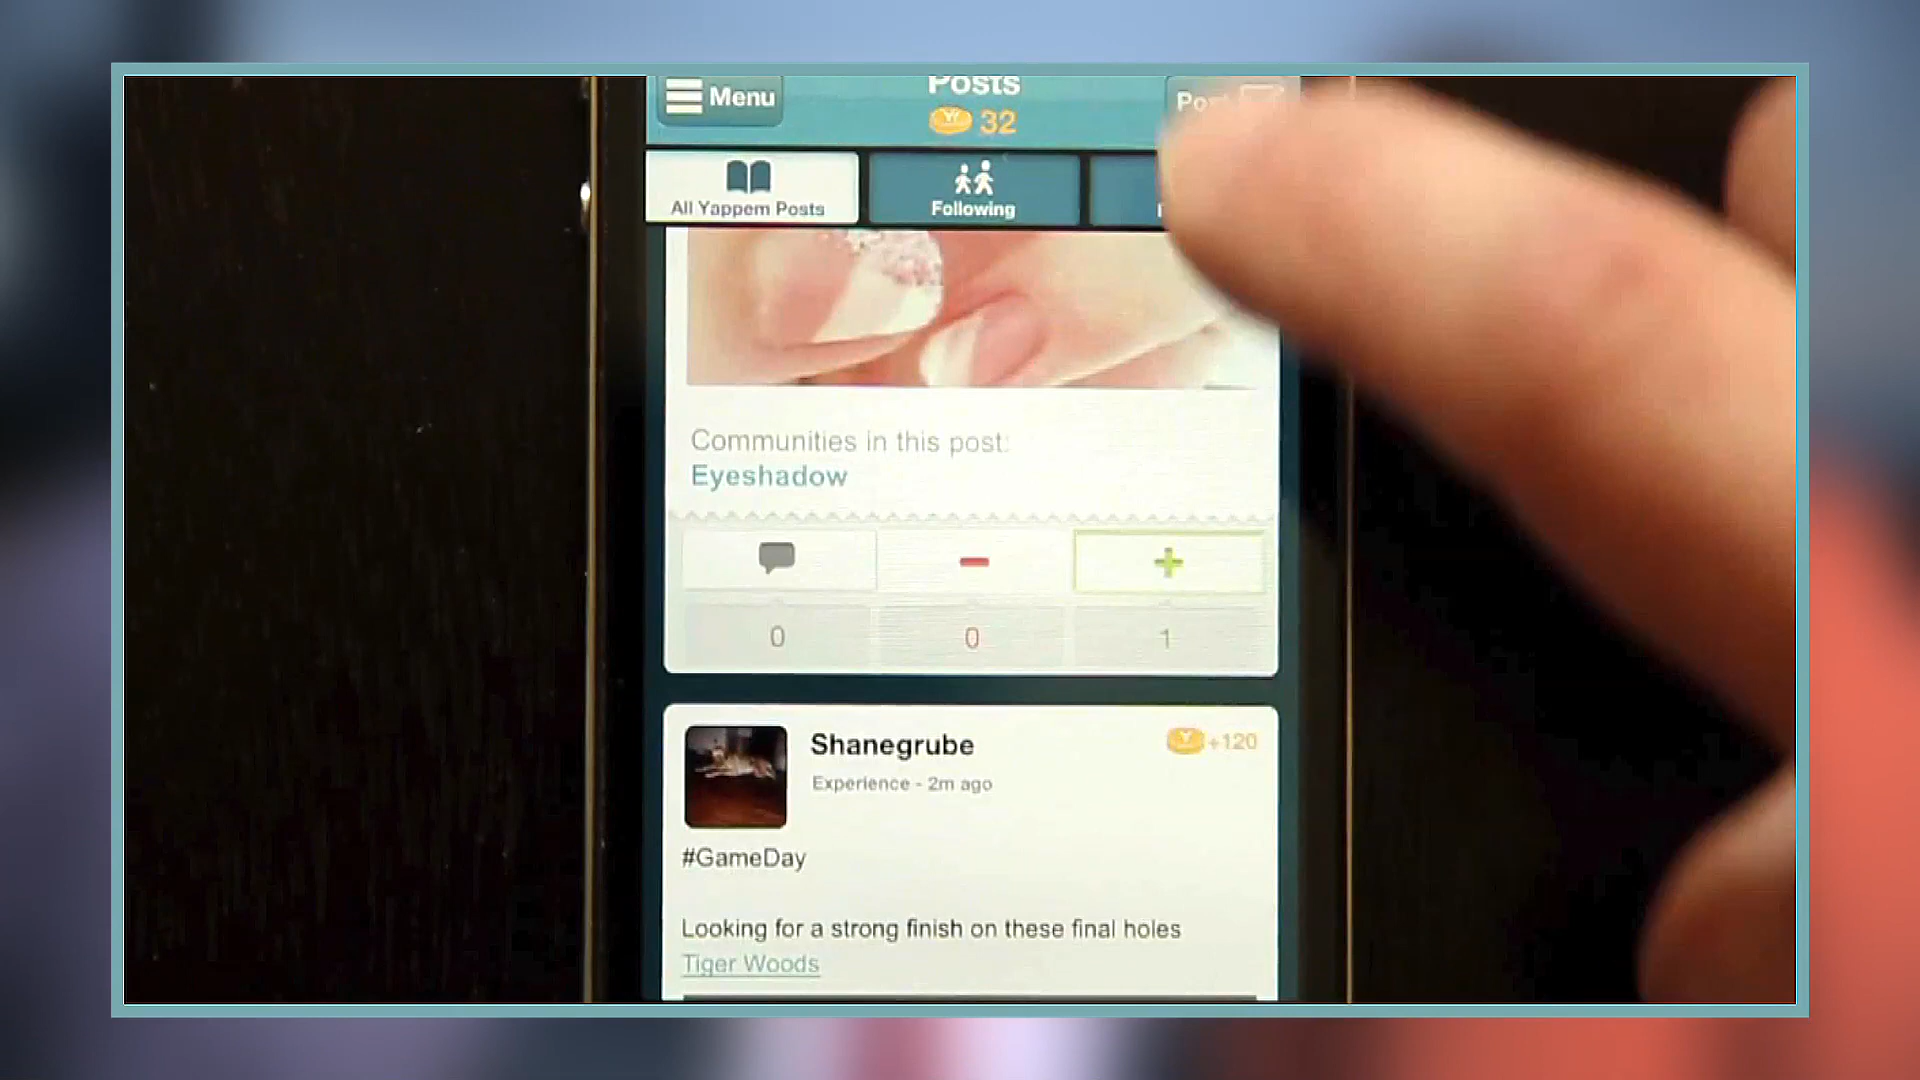 Menu
Posts
32
All Yappem Posts
Following
Communities in this post:
Eyeshadow
0
0
1
Shanegrube
+120
Experience - 2m ago
#GameDay
Looking for a strong finish on these final holes
Tiger Woods